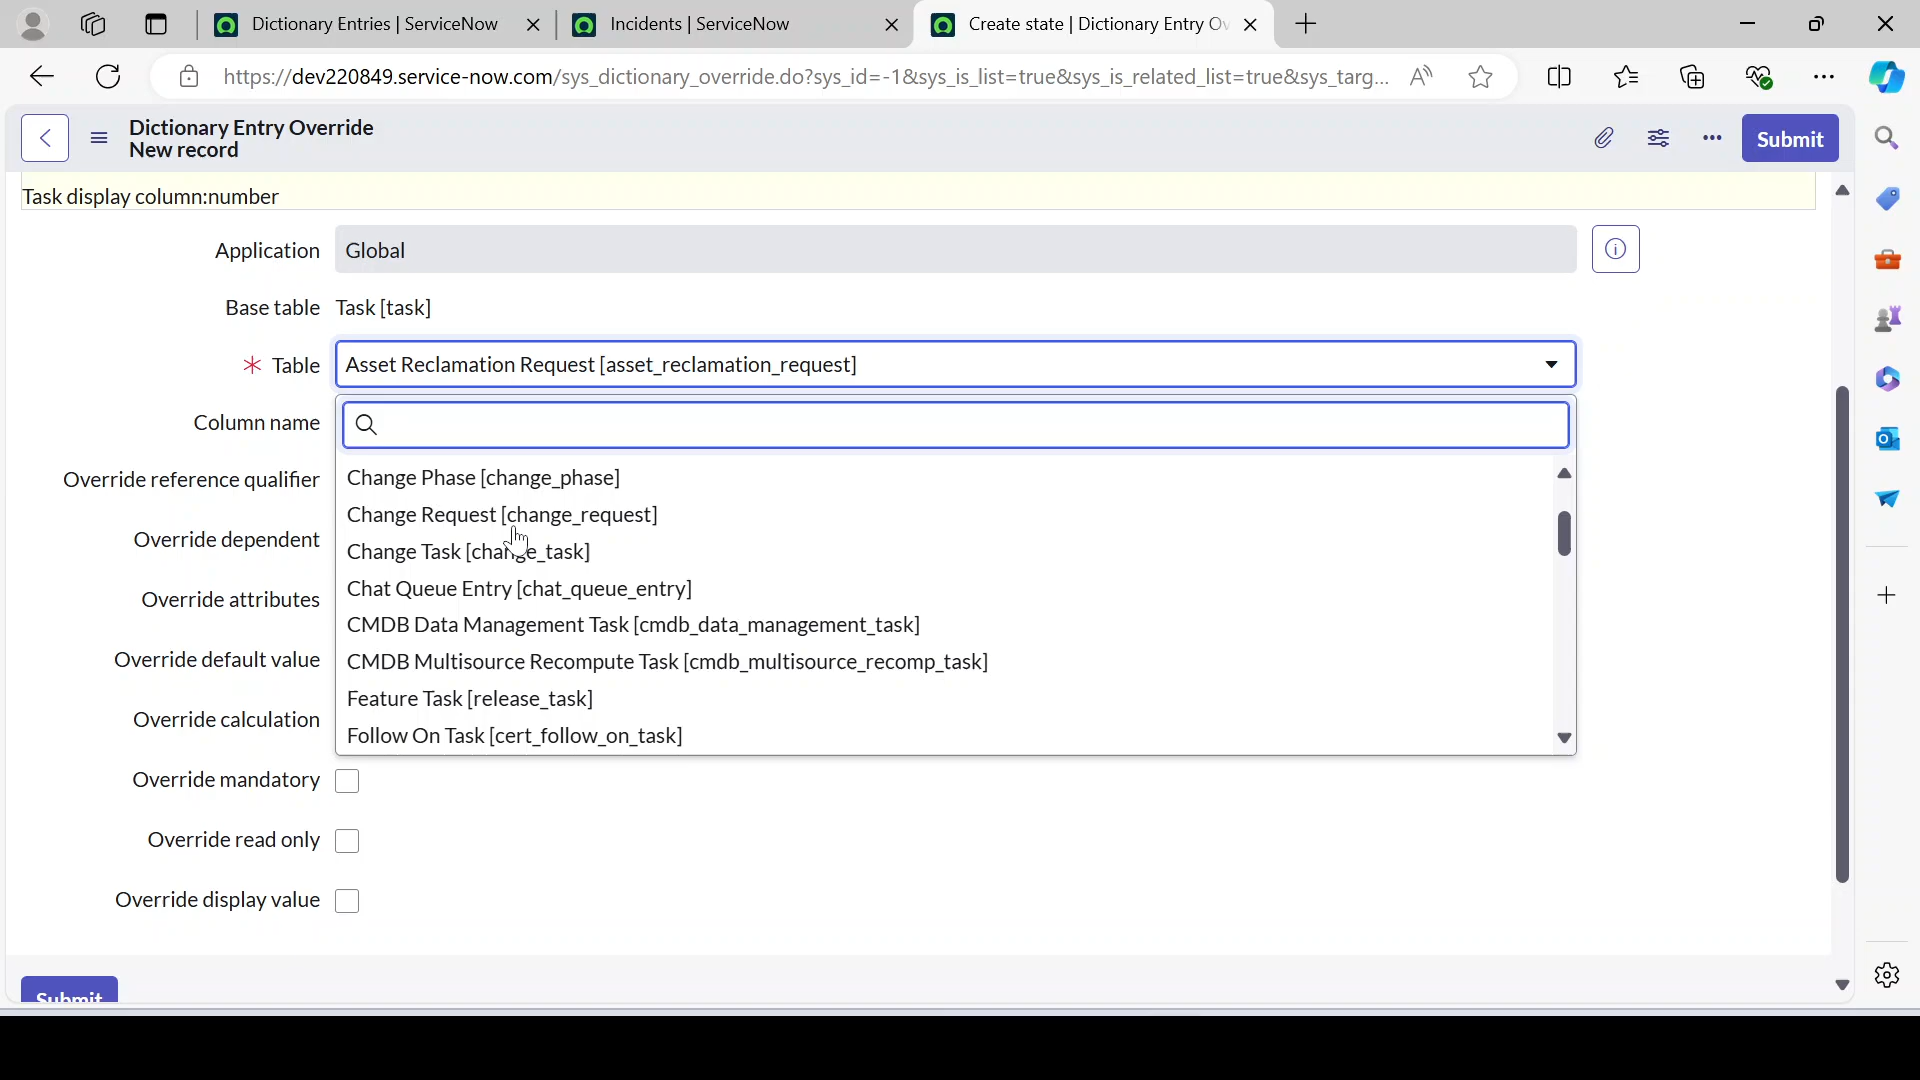 Dictionary Entries | ServiceNow
Incidents | ServiceNow
Create state | Dictionary Entry Ov
https://dev220849.service-now.com/sys_dictionary_override.do?sys_id=-1&sys_is_list=true&sys_is_related_list=true&sys_targ...
Dictionary Entry Override
New record
Submit
Task display column:number
Application
Global
Base table
Task [task]
* Table
Asset Reclamation Request [asset_reclamation_request]
Column name
Override reference qualifier
Change Phase [change_phase]
Change Request [change_request]
Override dependent
Change Task [change_task]
Chat Queue Entry [chat_queue_entry]
Override attributes
CMDB Data Management Task [cmdb_data_management_task]
Override default value
CMDB Multisource Recompute Task [cmdb_multisource_recomp_task]
Feature Task [release_task]
Override calculation
Follow On Task [cert_follow_on_task]
Override mandatory
Override read only
Override display value
Submit